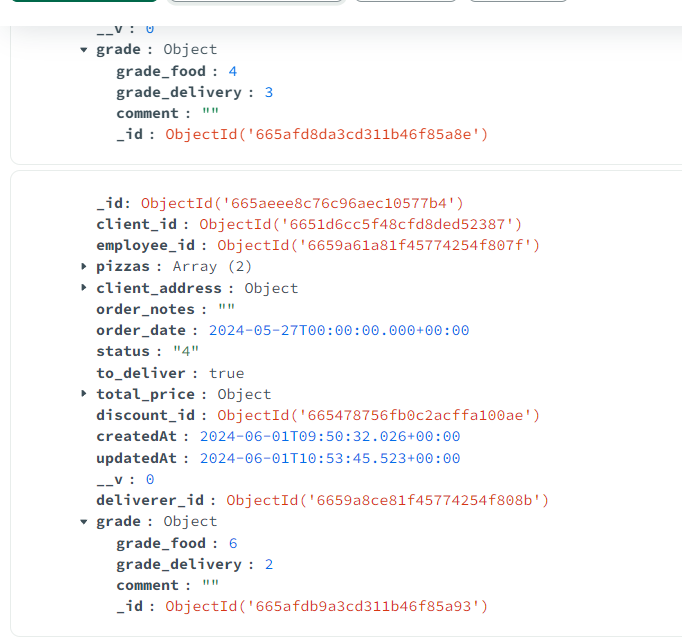 __v : 0
grade : Object
grade_food : 4
grade_delivery : 3
comment : ""
_id : ObjectId('665afd8da3cd311b46f85a8e')
_id: ObjectId('665aeee8c76c96aec10577b4')
client_id : ObjectId('6651d6cc5f48cfd8ded52387')
employee_id : ObjectId('6659a61a81f45774254f807f')
pizzas : Array (2)
client_address : Object
order_notes : ""
order_date : 2024-05-27T00:00:00.000+00:00
status : "4"
to_deliver : true
total_price : Object
discount_id : ObjectId('665478756fb0c2acffa100ae')
createdAt : 2024-06-01T09:50:32.026+00:00
updatedAt : 2024-06-01T10:53:45.523+00:00
__v : 0
deliverer_id : ObjectId('6659a8ce81f45774254f808b')
grade : Object
grade_food : 6
grade_delivery : 2
comment : ""
_id : ObjectId('665afdb9a3cd311b46f85a93')